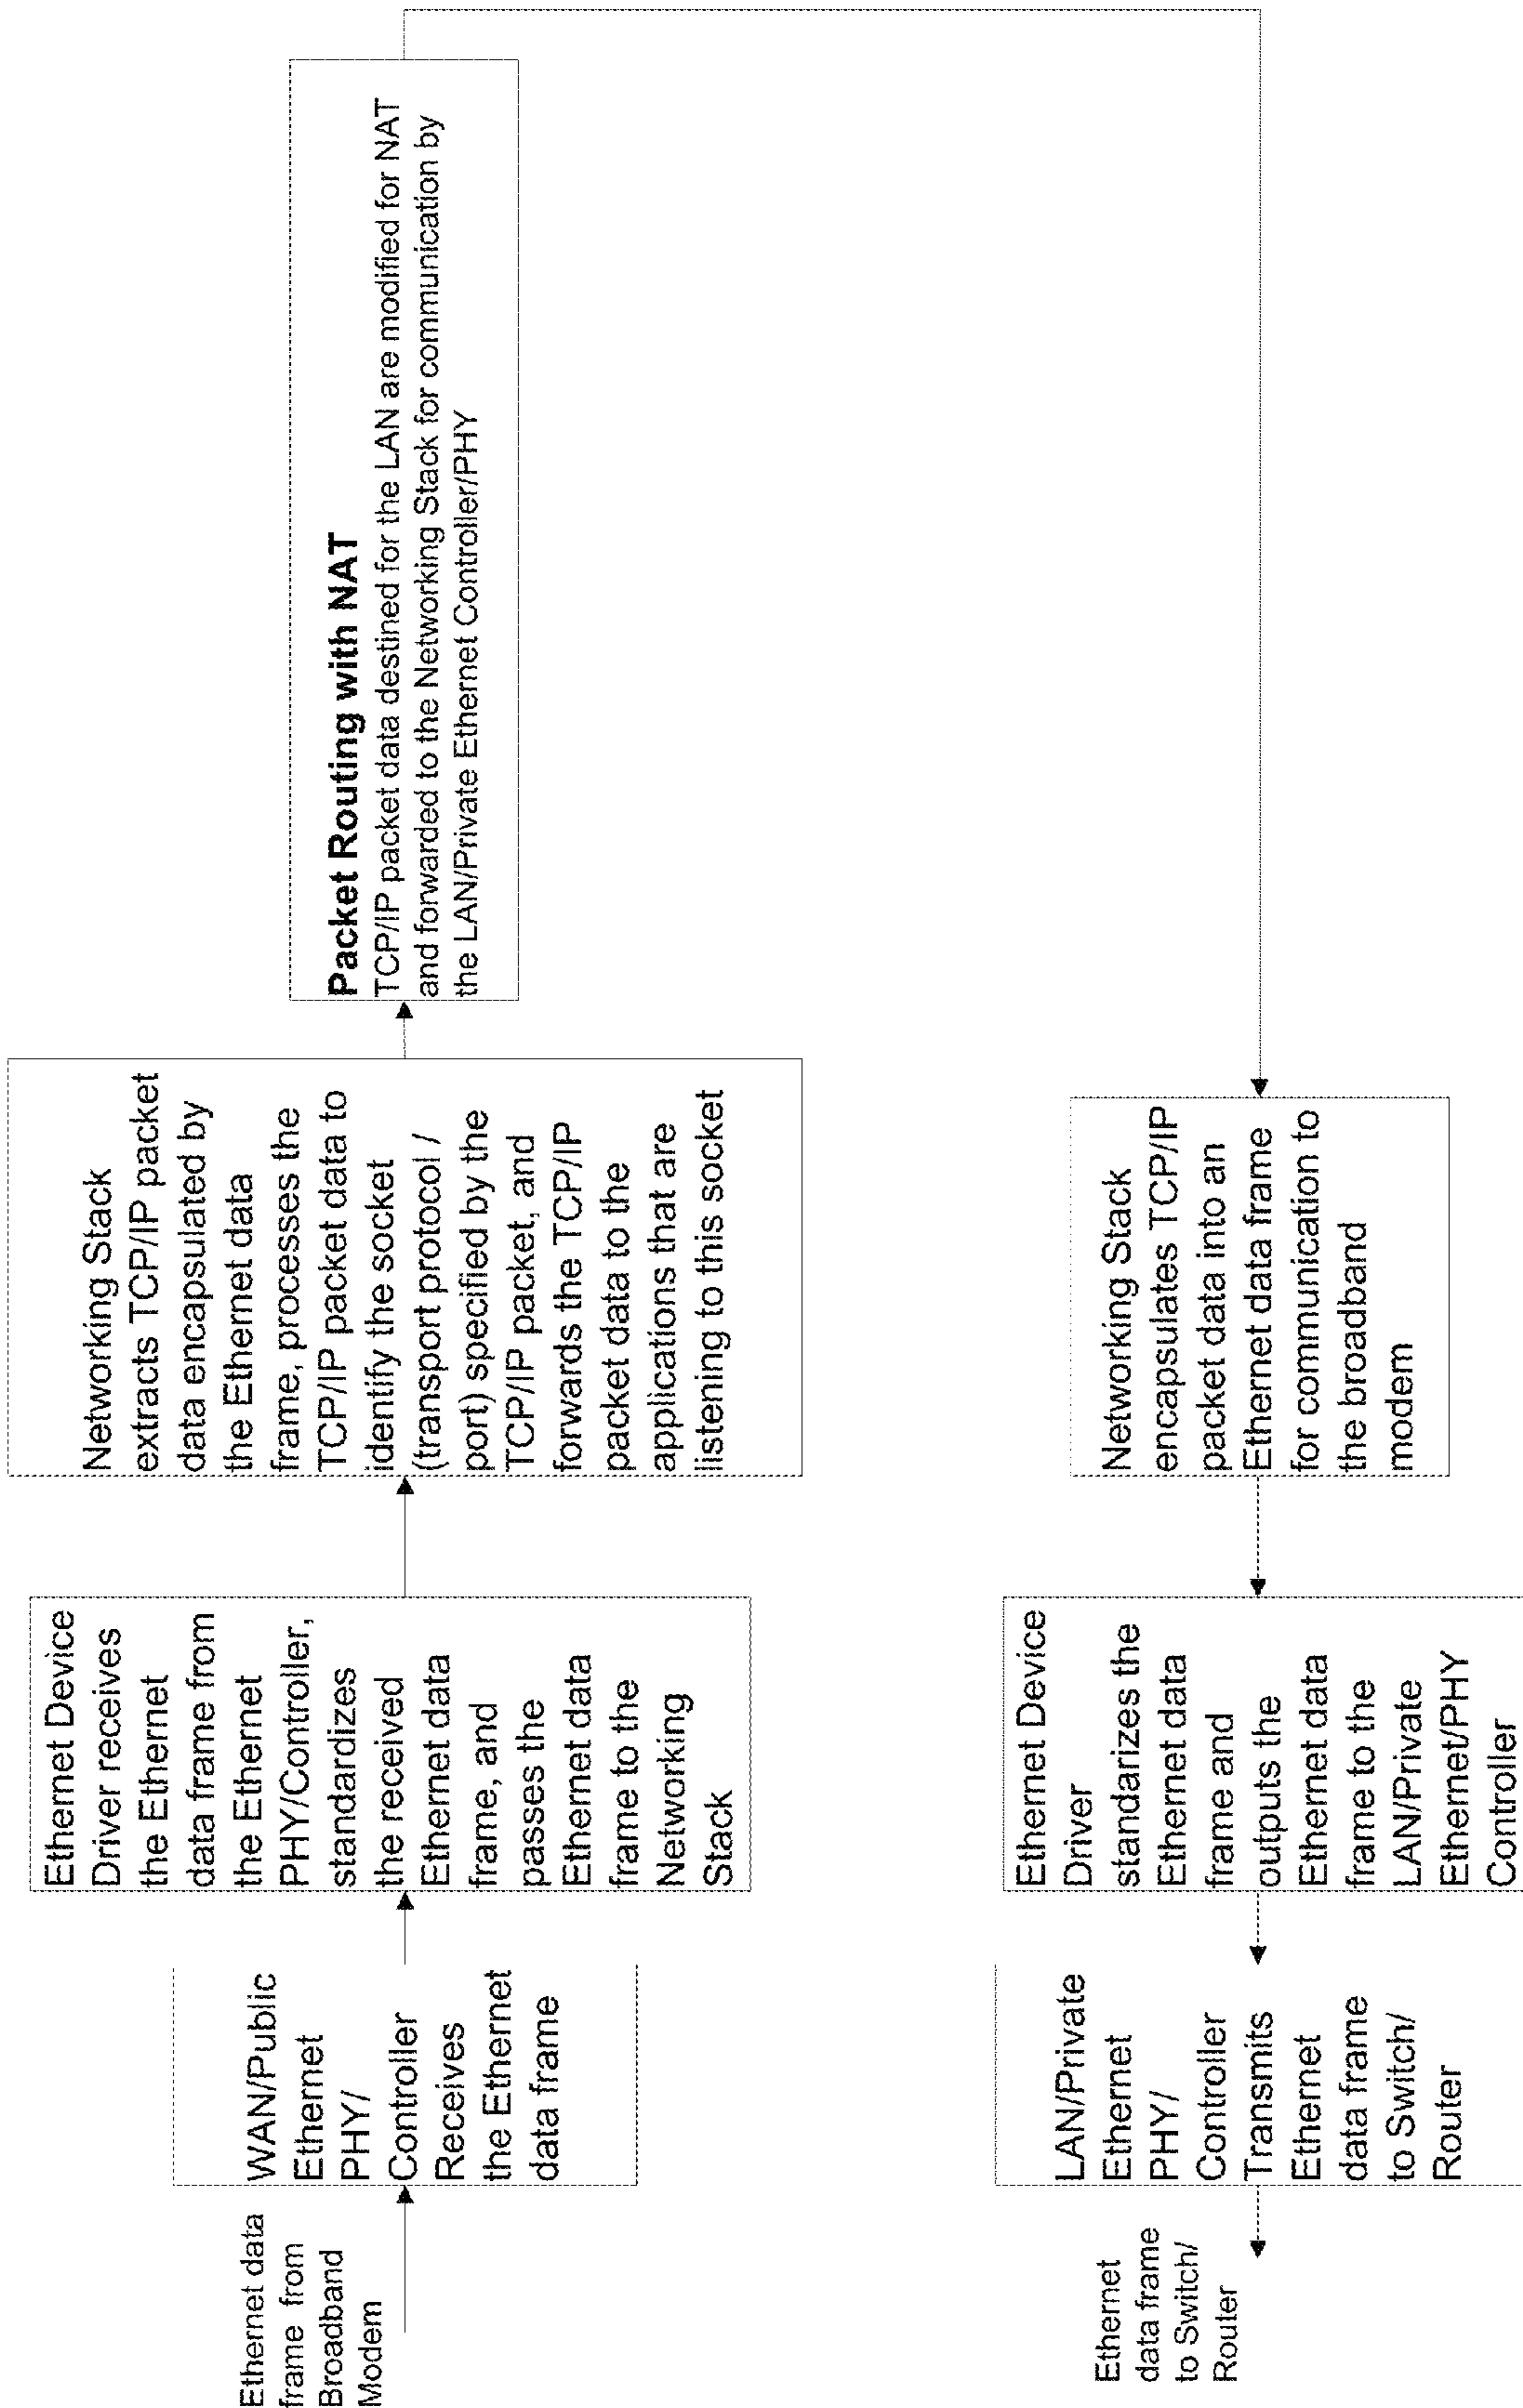 Ethernet data
frame from
Broadband
Modem
WAN/Public
Ethernet
PHY/
Controller
Receives
the Ethernet
data frame
Ethernet Device
Driver receives
the Ethernet
data frame from
the Ethernet
PHY/Controller,
standardizes
the received
Ethernet data
frame, and
passes the
Ethernet data
frame to the
Networking
Stack
Networking Stack
extracts TCP/IP packet
data encapsulated by
the Ethernet data
frame, processes the
TCP/IP packet data to
identify the socket
(transport protocol /
port) specified by the
TCP/IP packet, and
forwards the TCP/IP
packet data to the
applications that are
listening to this socket
Packet Routing with NAT
TCP/IP packet data destined for the LAN are modified for NAT
and forwarded to the Networking Stack for communication by
the LAN/Private Ethernet Controller/PHY
Networking Stack
encapsulates TCP/IP
packet data into an
Ethernet data frame
for communication to
the broadband
modem
Ethernet Device
Driver
standarizes the
Ethernet data
frame and
outputs the
Ethernet data
frame to the
LAN/Private
Ethernet/PHY
Controller
LAN/Private
Ethernet
PHY/
Controller
Transmits
Ethernet
data frame
to Switch/
Router
Ethernet
data frame
to Switch/
Router